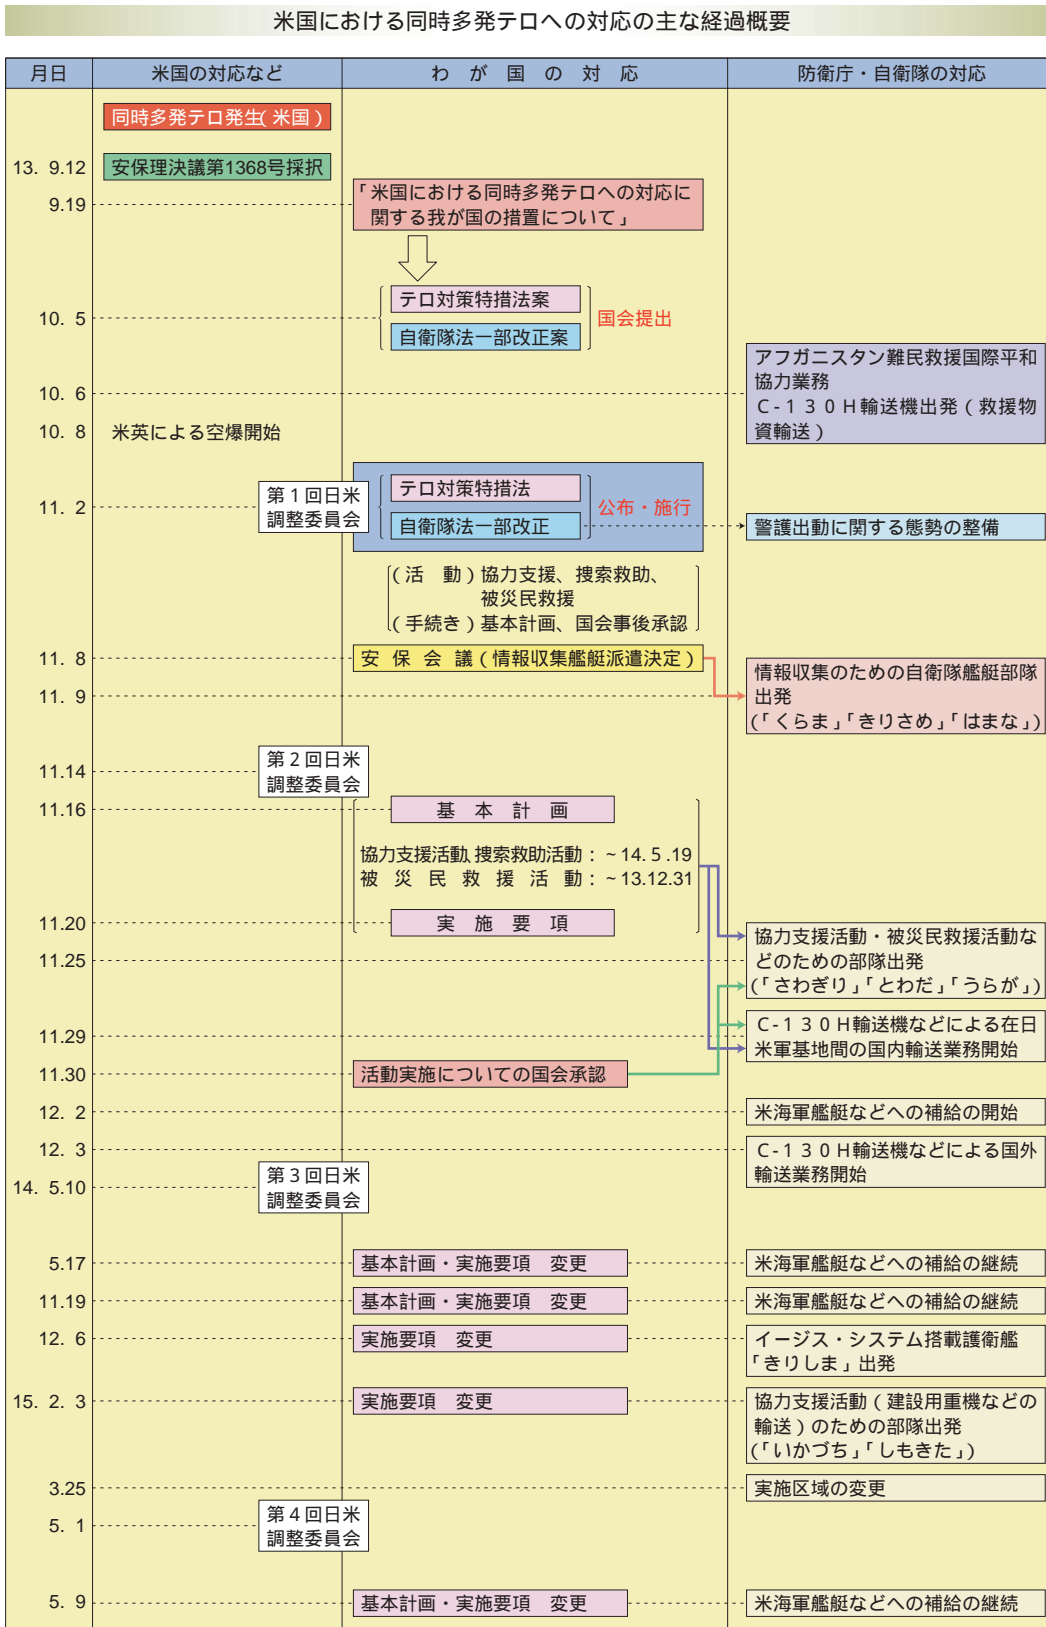 米国における同時多発テロへの対応の主な経過概要
月日 米国の対応など わが国の対応 防衛庁・自衛隊の対応
同時多発テロ発生(米国)
13. 9.12 安保理決議第1368号採択
9.19 「米国における同時多発テロへの対応に
関する我が国の措置について」
テロ対策特措法案
10. 5 国会提出
自衛隊法一部改正案
アフガニスタン難民救援国際平和
協力業務
10. 6 C-130H輸送機出発(救援物
資輸送)
10. 8 米英による空爆開始
第1回日米
調整委員会
テロ対策特措法
11. 2 公布・施行
自衛隊法一部改正
警護出動に関する態勢の整備
(活 動)協力支援、捜索救助、
被災民救援
(手続き)基本計画、国会事後承認
11. 8 安保会議(情報収集艦艇派遣決定)
11. 9 情報収集のための自衛隊艦艇部隊
出発
(「くらま」「きりさめ」「はまな」)
11.14 第2回日米
調整委員会
11.16 基本計画
協力支援活動、捜索救助活動:~14.5.19
被災民救援活動:~13.12.31
11.20 実施要項
11.25 協力支援活動・被災民救援活動な
どのための部隊出発
(「さわぎり」「とわだ」「うらが」)
11.29 C-130H輸送機などによる在日
米軍基地間の国内輸送業務開始
11.30 活動実施についての国会承認
12. 2 米海軍艦艇などへの補給の開始
12. 3 C-130H輸送機などによる国外
輸送業務開始
14. 5.10 第3回日米
調整委員会
5.17 基本計画・実施要項 変更 米海軍艦艇などへの補給の継続
11.19 基本計画・実施要項 変更 米海軍艦艇などへの補給の継続
12. 6 実施要項 変更 イージス・システム搭載護衛艦
「きりしま」出発
15. 2. 3 実施要項 変更 協力支援活動(建設用重機などの
輸送)のための部隊出発
(「いかづち」「しもきた」)
3.25 実施区域の変更
5. 1 第4回日米
調整委員会
5. 9 基本計画・実施要項 変更 米海軍艦艇などへの補給の継続